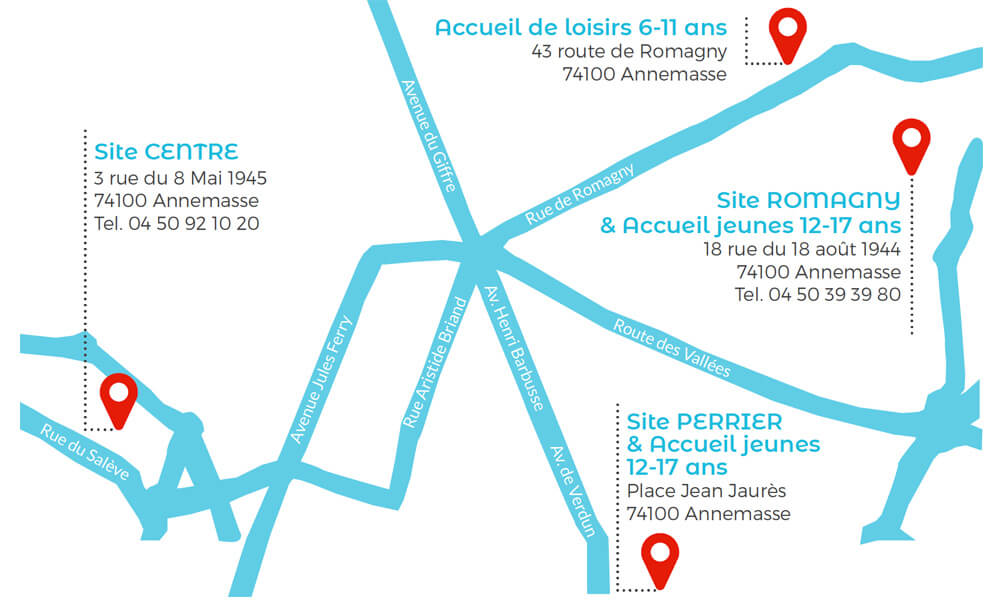 Accueil de loisirs 6-11 ans
43 route de Romagny
74100 Annemasse
Avenue du Giffre
Rue de Romagny
Site CENTRE
3 rue du 8 Mai 1945
74100 Annemasse
Tel. 04 50 92 10 20
Site ROMAGNY
& Accueil jeunes 12-17 ans
18 rue du 18 août 1944
74100 Annemasse
Tel. 04 50 39 39 80
Avenue Jules Ferry
Rue Aristide Briand
Av. Henri Barbusse
Route des Vallées
Rue du Salève
Av. de Verdun
Site PERRIER
& Accueil jeunes
12-17 ans
Place Jean Jaurès
74100 Annemasse